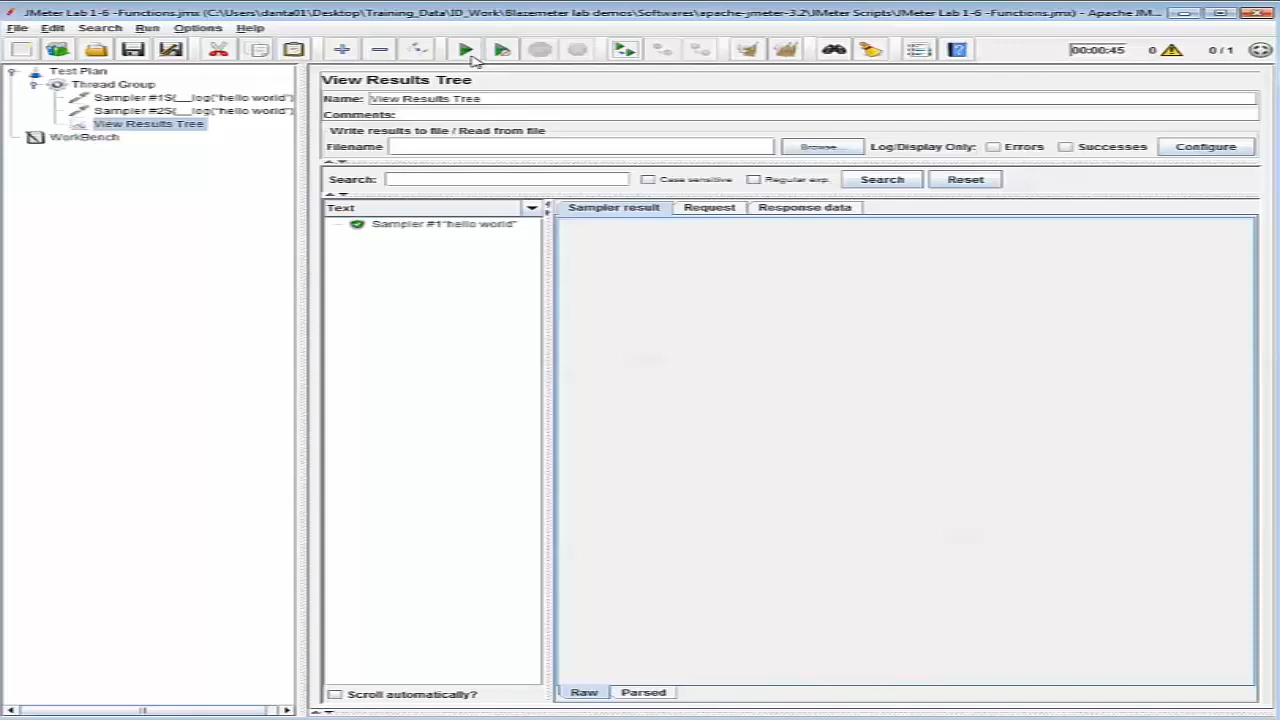 JMeter Lab 1-6 -Functions.jmx (C:\Users\danta01\Desktop\Training_Data\ID_Work\Blazemeter lab demos\Softwares\apache-jmeter-3.2\JMeter Scripts\JMeter Lab 1-6 -Functions.jmx) - Apache JM...
File Edit Search Run Options Help
00:00:45 0 0 / 1
Test Plan
Thread Group
Sampler #1${__log("hello world")
Sampler #2${__log("hello world")
View Results Tree
WorkBench
View Results Tree
Name: View Results Tree
Comments:
Write results to file / Read from file
Filename Browse... Log/Display Only: Errors Successes Configure
Search: Case sensitive Regular exp. Search Reset
Text
Sampler result Request Response data
Sampler #1"hello world"
Scroll automatically?
Raw Parsed